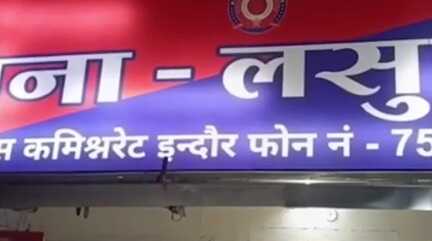 ना - लसु
स कमिश्नरेट इन्दौर फोन नं - 75